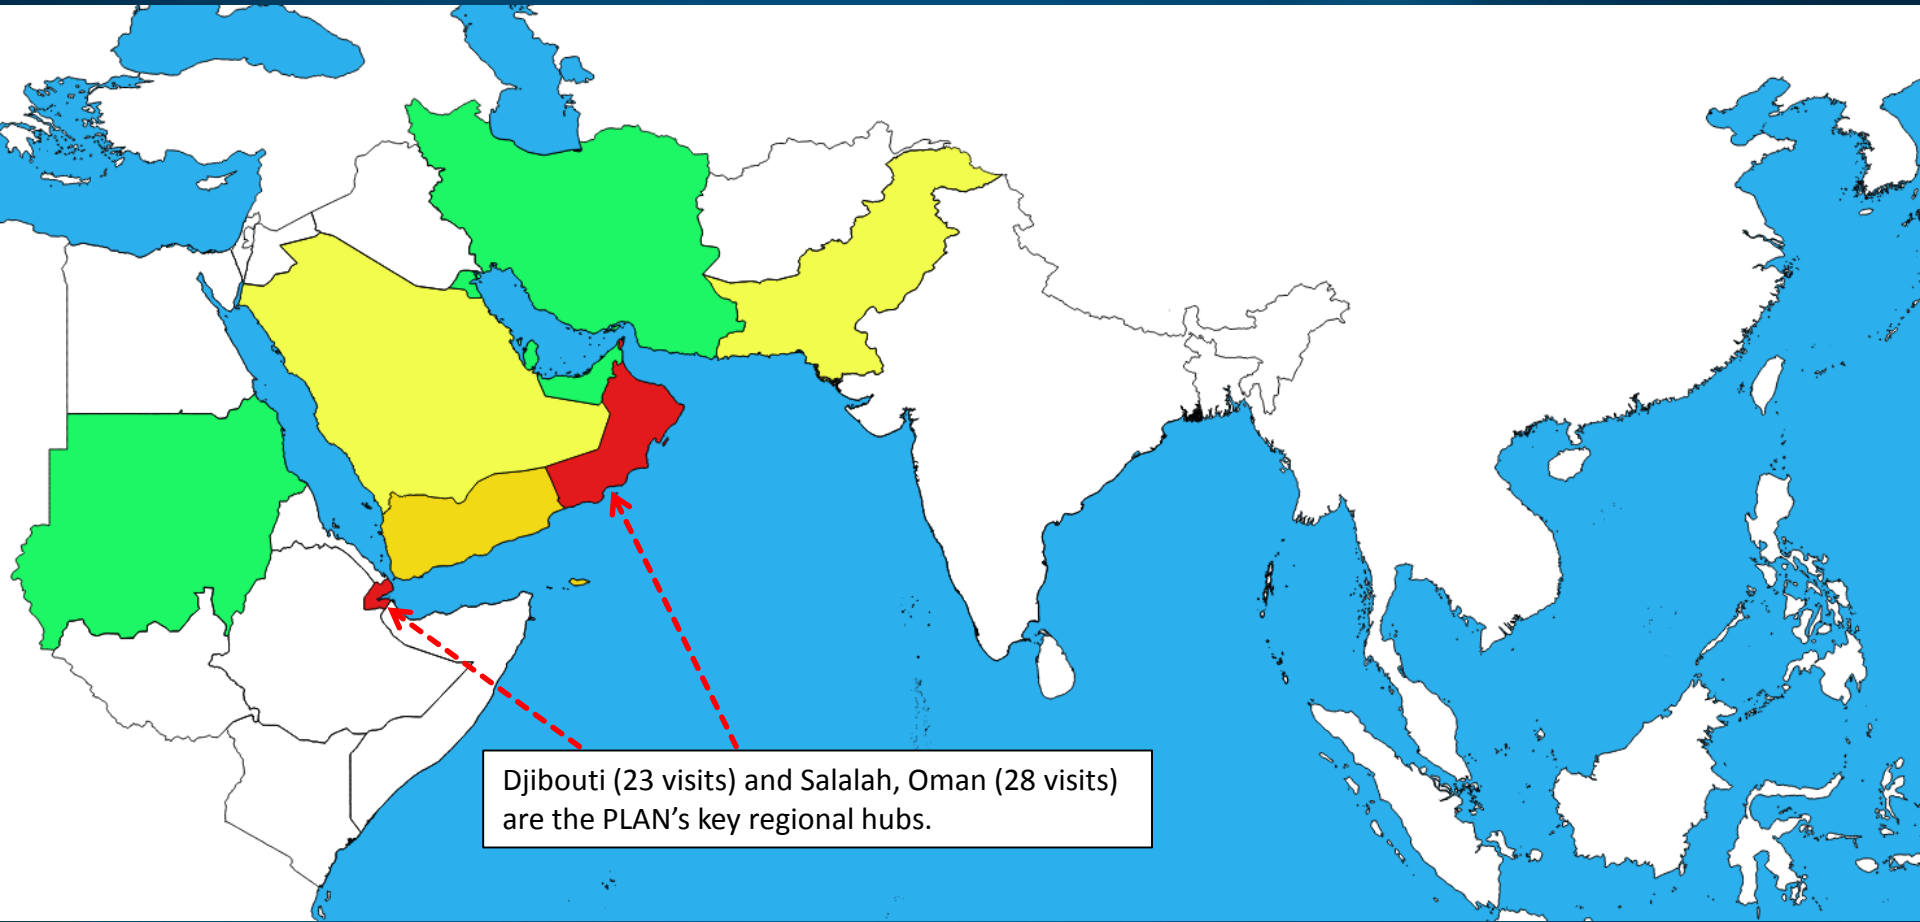 Djibouti (23 visits) and Salalah, Oman (28 visits)
are the PLAN’s key regional hubs.